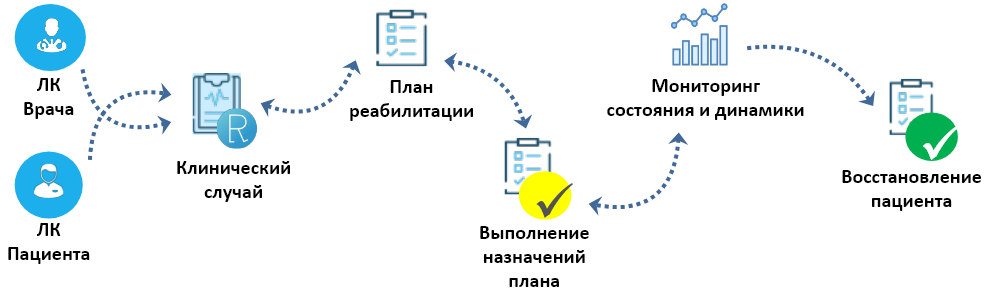 ЛК
Врача
ЛК
Пациента
R
Клинический
случай
План
реабилитации
Выполнение
назначений
плана
Мониторинг
состояния и динамики
Восстановление
пациента